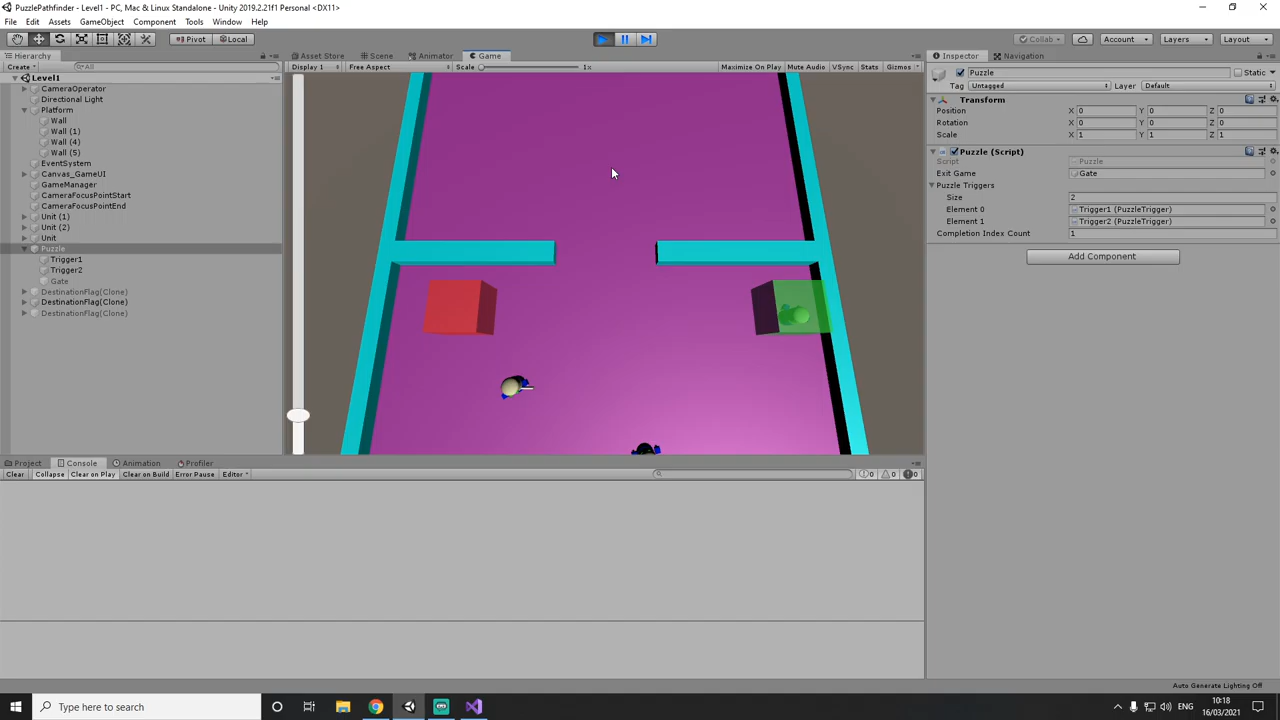 PuzzlePathfinder - Level1 - PC, Mac & Linux Standalone - Unity 2019.2.21f1 Personal <DX11>
File Edit Assets GameObject Component Tools Window Help
Pivot Local Collab Account Layers Layout
Hierarchy Asset Store Scene Animator Game Inspector Navigation
Create All Display 1 Free Aspect Scale 1x Maximize On Play Mute Audio VSync Stats Gizmos
Level1
CameraOperator
Directional Light
Platform
Wall
Wall (1)
Wall (4)
Wall (5)
EventSystem
Canvas_GameUI
GameManager
CameraFocusPointStart
CameraFocusPointEnd
Unit (1)
Unit (2)
Unit
Puzzle
Trigger1
Trigger2
Gate
DestinationFlag(Clone)
DestinationFlag(Clone)
DestinationFlag(Clone)
Puzzle Static
Tag Untagged Layer Default
Transform
Position X 0 Y 0 Z 0
Rotation X 0 Y 0 Z 0
Scale X 1 Y 1 Z 1
Puzzle (Script)
Script Puzzle
Exit Game Gate
Puzzle Triggers
Size 2
Element 0 Trigger1 (PuzzleTrigger)
Element 1 Trigger2 (PuzzleTrigger)
Completion Index Count 1
Add Component
Project Console Animation Profiler
Clear Collapse Clear on Play Clear on Build Error Pause Editor 0 0 0
Auto Generate Lighting Off
Type here to search
ENG 10:18
16/03/2021